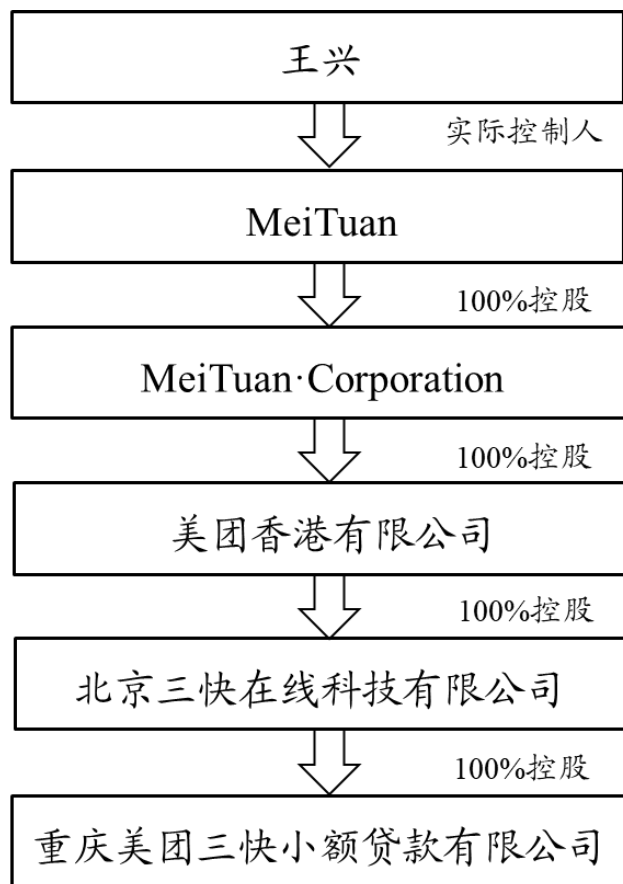 王兴
实际控制人
MeiTuan
100%控股
MeiTuan·Corporation
100%控股
美团香港有限公司
100%控股
北京三快在线科技有限公司
100%控股
重庆美团三快小额贷款有限公司